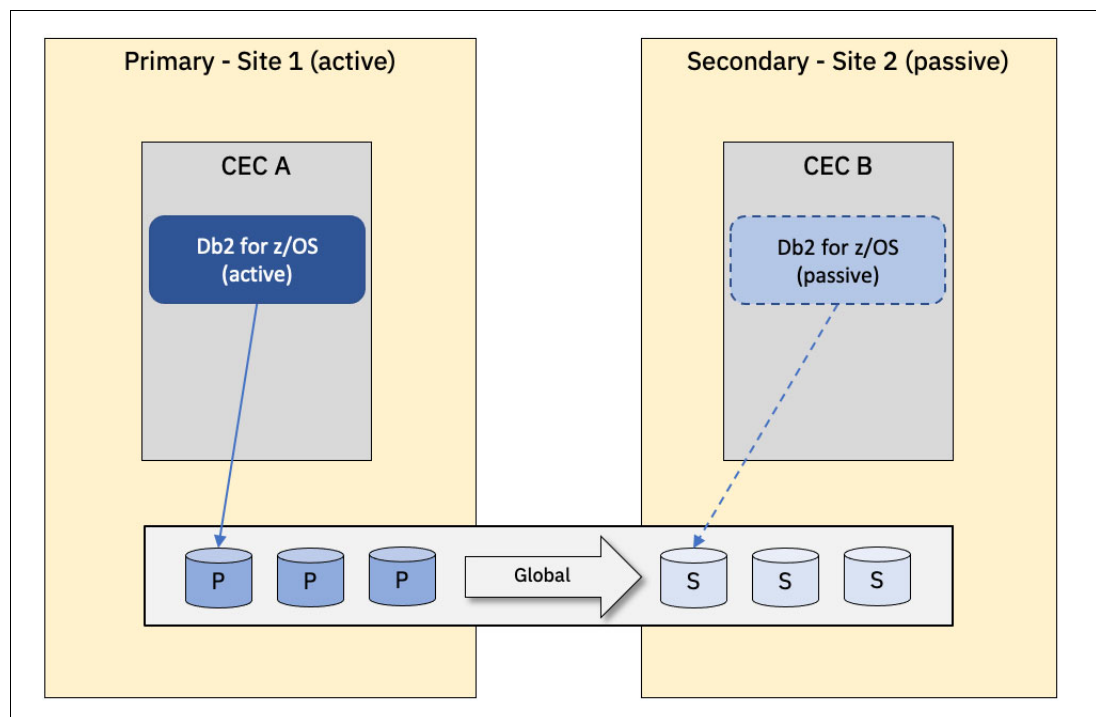 Primary - Site 1 (active)
Secondary - Site 2 (passive)
CEC A
CEC B
Db2 for z/OS
(active)
Db2 for z/OS
(passive)
P
P
P
Global
S
S
S